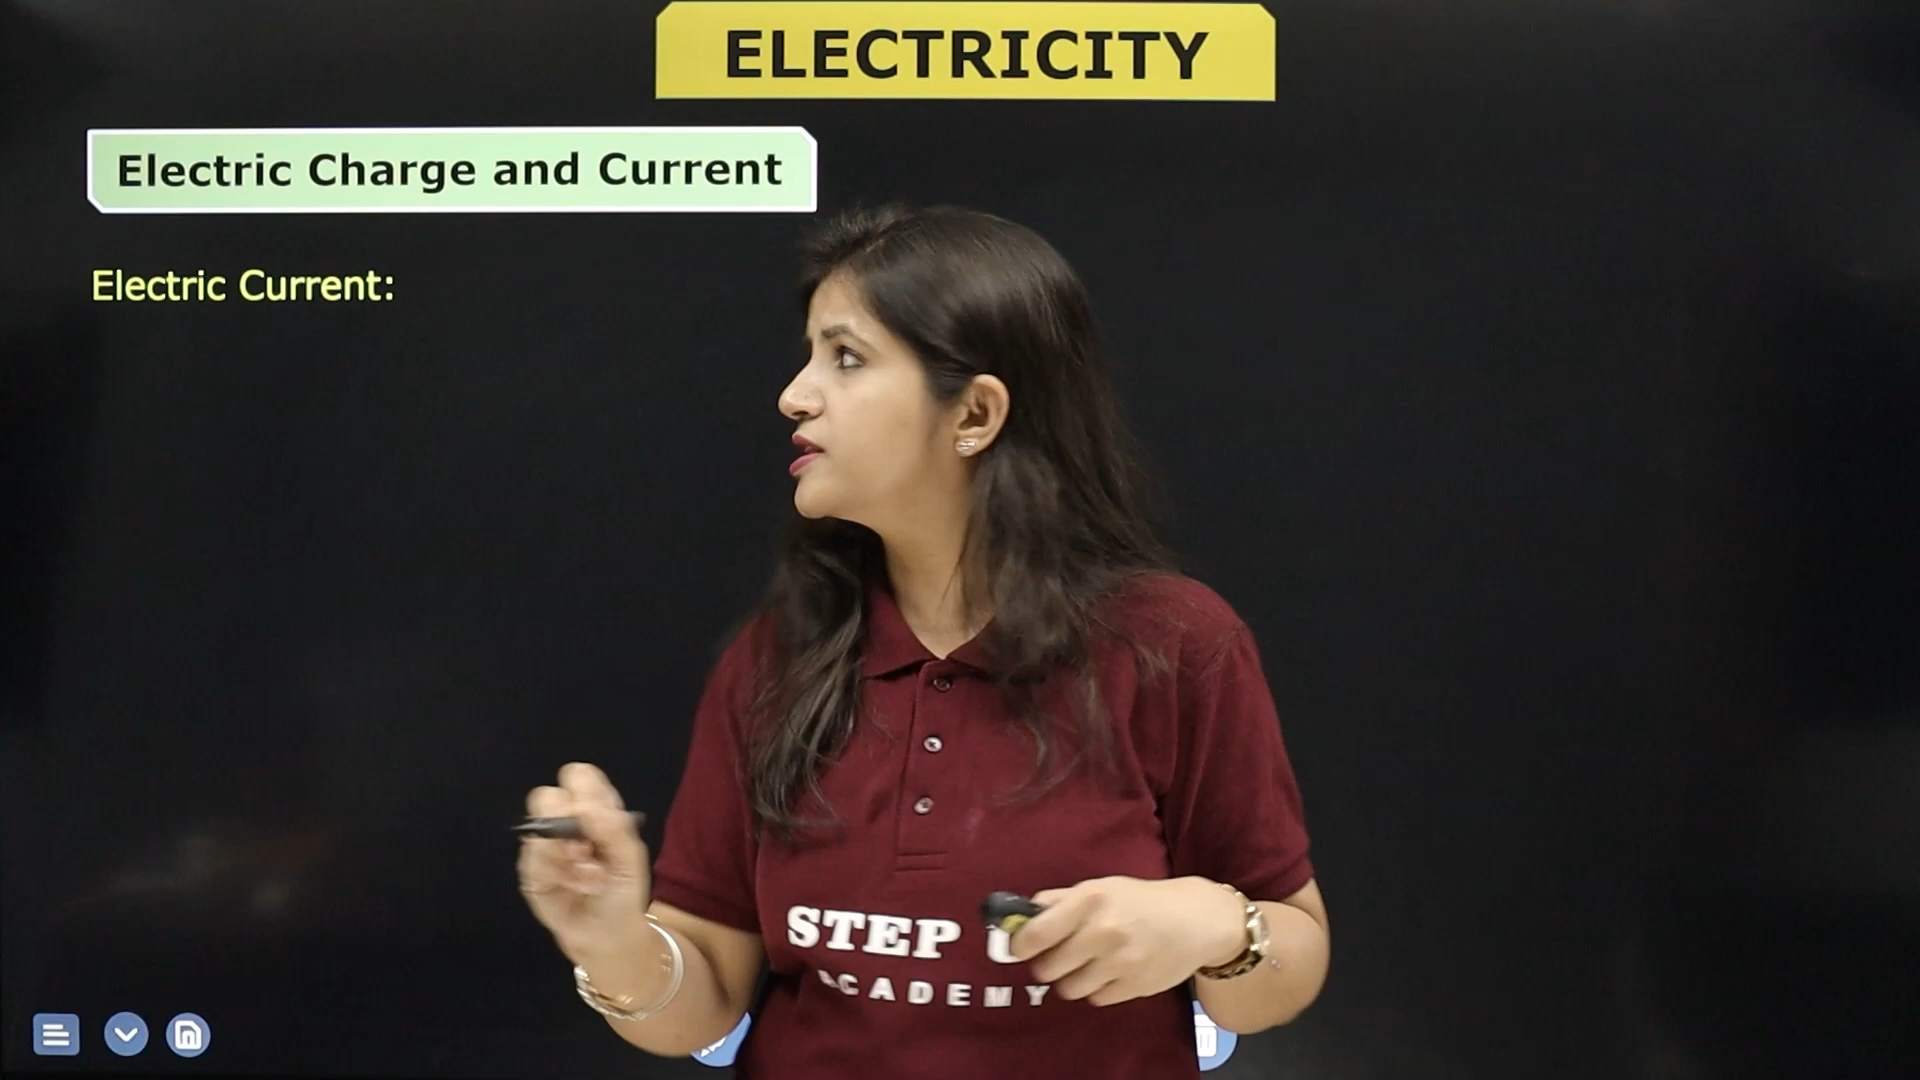 ELECTRICITY
Electric Charge and Current
Electric Current:
STEP
ACADEMY